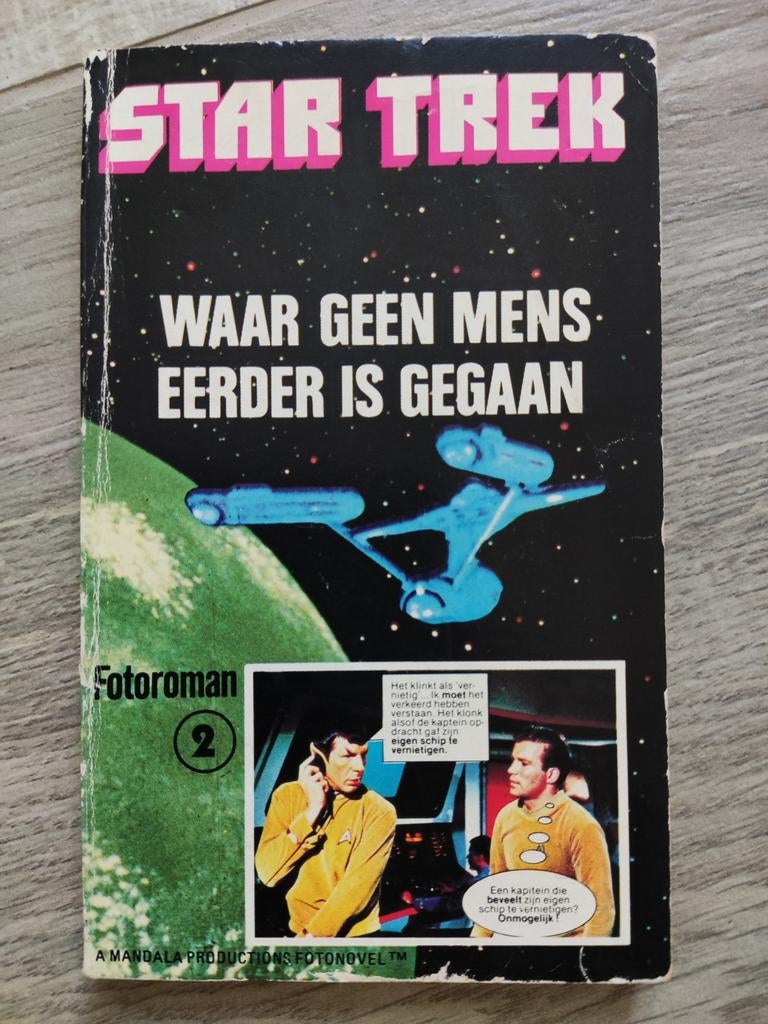 STAR TREK
WAAR GEEN MENS
EERDER IS GEGAAN
Fotoroman
2
Het klinkt als 'ver-
nietig'... Ik moet het
verkeerd hebben
verstaan. Het klonk
alsof de kaptein op-
dracht gaf zijn
eigen schip te
vernietigen.
Een kapitein die
beveelt zijn eigen
schip te vernietigen?
Onmogelijk!
A MANDALA PRODUCTIONS FOTONOVEL™